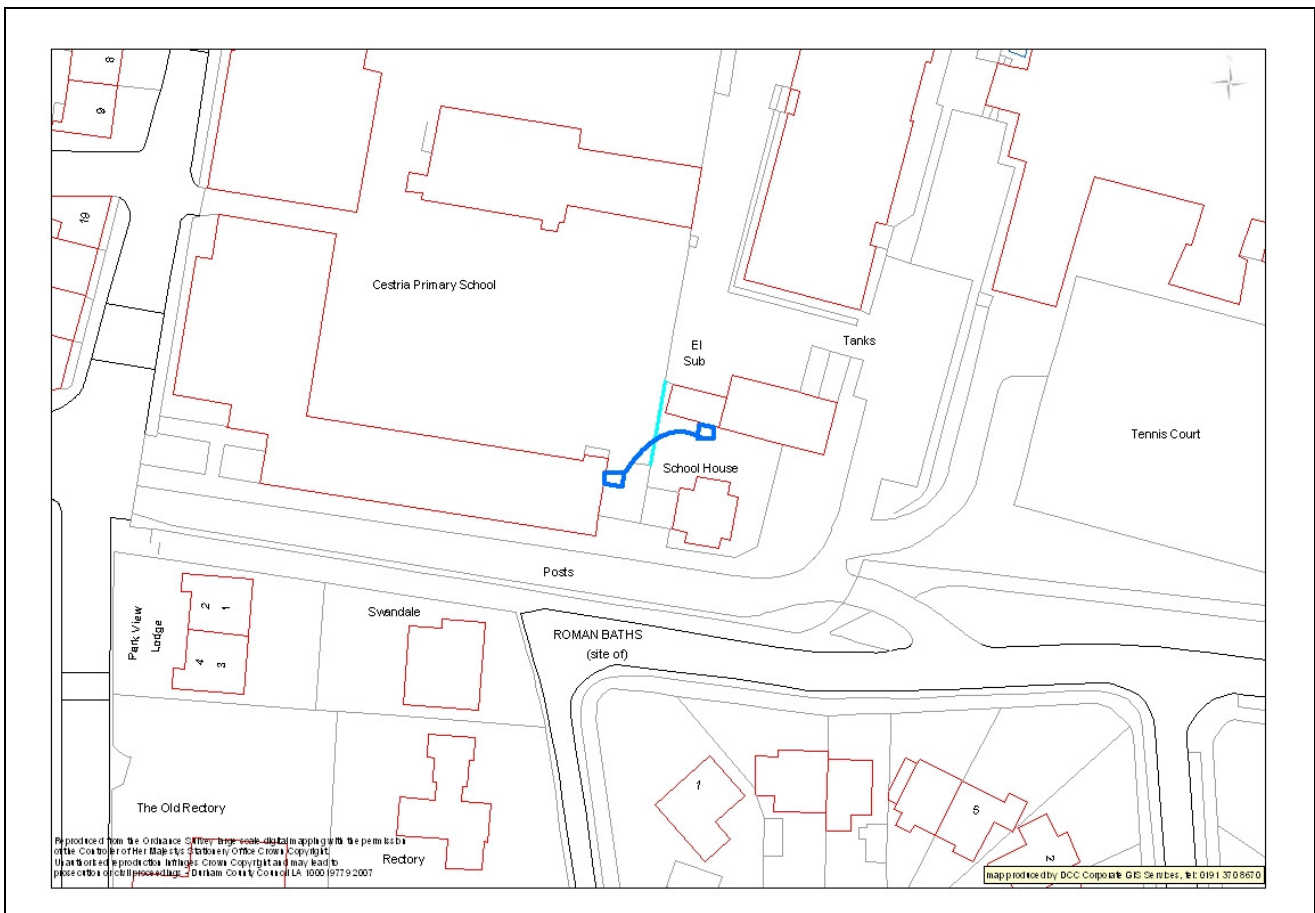 8
9
19
Cestria Primary School
El
Sub
Tanks
Tennis Court
School House
Posts
Park View
Lodge
2 1
4 3
Swandale
ROMAN BATHS
(site of)
The Old Rectory
Rectory
1
5
2
Reproduced from the Ordnance Survey large scale digital mapping with the permission
of the Controller of Her Majestys Stationery Office Crown Copyright.
Unauthorised reproduction infringes Crown Copyright and may lead to
prosecution or civil proceedings - Durham County Council LA 100019779 2007
map produced by DCC Corporate GIS Services, tel: 0191 370 8670